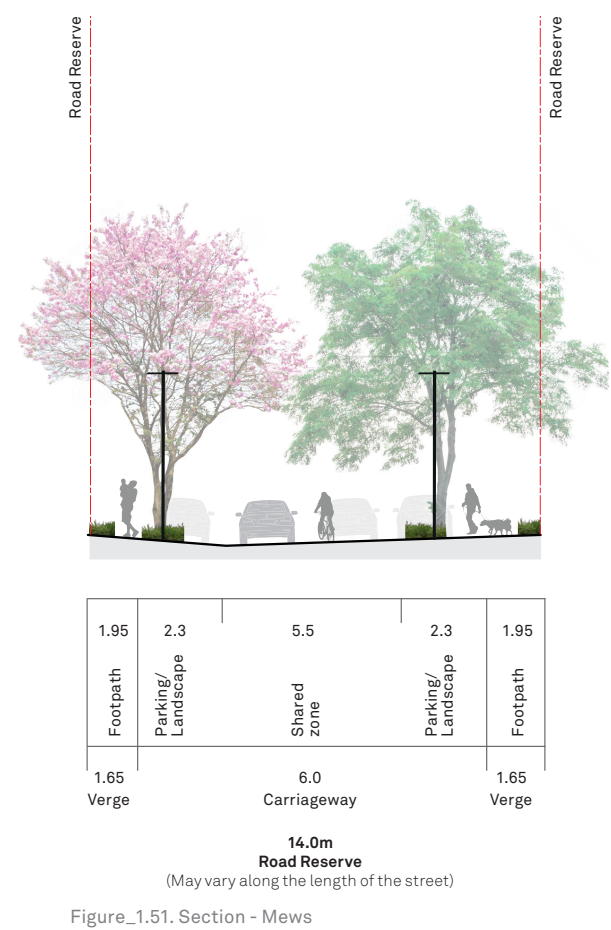 Road Reserve
Road Reserve
1.95
2.3
5.5
2.3
1.95
Footpath
Parking/
Landscape
Shared
zone
Parking/
Landscape
Footpath
1.65
6.0
1.65
Verge
Carriageway
Verge
14.0m
Road Reserve
(May vary along the length of the street)
Figure_1.51. Section - Mews